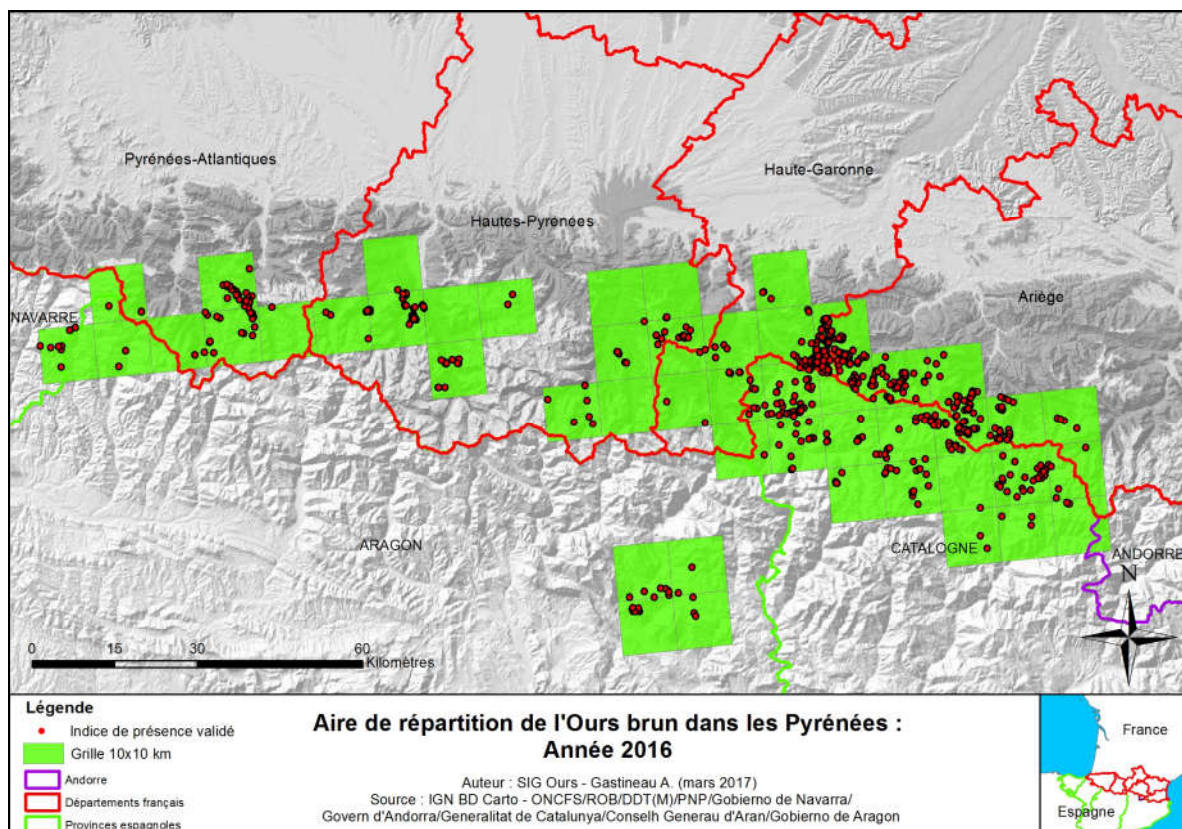 Pyrénées-Atlantiques
Haute-Garonne
Hautes-Pyrénées
Ariège
NAVARRE
ARAGON
CATALOGNE
ANDORRE
N
0 15 30 60
Kilomètres
Légende
Indice de présence validé
Grille 10x10 km
Andorre
Départements français
Provinces espagnoles
Aire de répartition de l'Ours brun dans les Pyrénées :
Année 2016
Auteur : SIG Ours - Gastineau A. (mars 2017)
Source : IGN BD Carto - ONCFS/ROB/DDT(M)/PNP/Gobierno de Navarra/
Govern d'Andorra/Generalitat de Catalunya/Conselh Generau d'Aran/Gobierno de Aragon
France
Espagne